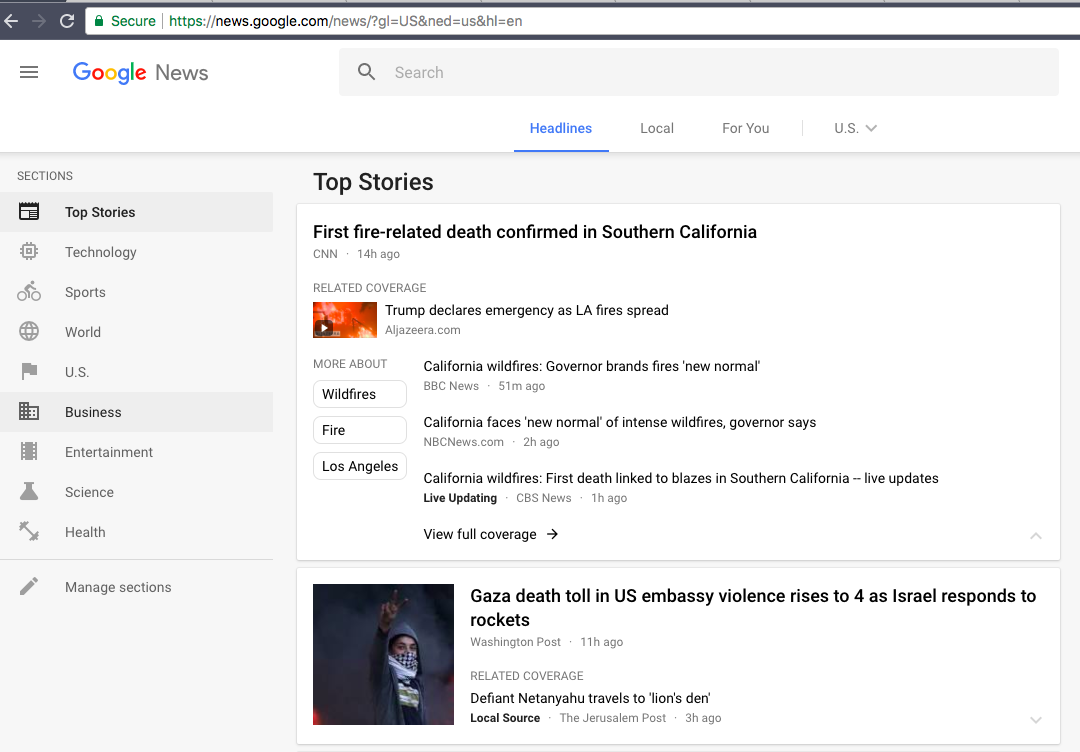 Secure
https://news.google.com/news/?gl=US&ned=us&hl=en
Google News
Search
Headlines
Local
For You
U.S.
SECTIONS
Top Stories
Technology
Sports
World
U.S.
Business
Entertainment
Science
Health
Manage sections
Top Stories
First fire-related death confirmed in Southern California
CNN · 14h ago
RELATED COVERAGE
Trump declares emergency as LA fires spread
Aljazeera.com
MORE ABOUT
Wildfires
Fire
Los Angeles
California wildfires: Governor brands fires 'new normal'
BBC News · 51m ago
California faces 'new normal' of intense wildfires, governor says
NBCNews.com · 2h ago
California wildfires: First death linked to blazes in Southern California -- live updates
Live Updating · CBS News · 1h ago
View full coverage →
Gaza death toll in US embassy violence rises to 4 as Israel responds to
rockets
Washington Post · 11h ago
RELATED COVERAGE
Defiant Netanyahu travels to 'lion's den'
Local Source · The Jerusalem Post · 3h ago